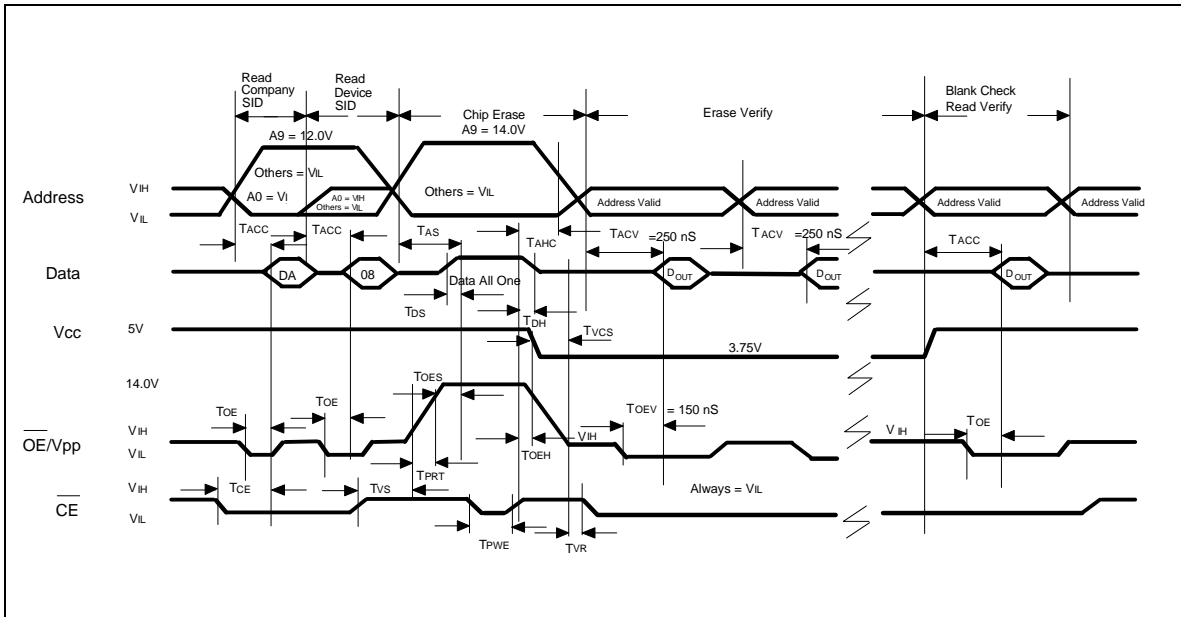 Read
Company
SID
Read
Device
SID
Chip Erase
A9 = 14.0V
Erase Verify
Blank Check
Read Verify
A9 = 12.0V
Others = VIL
A0 = VI
A0 = VIH
Others = VIL
Others = VIL
Address
VIH
VIL
Address Valid
Address Valid
Address Valid
Address Valid
TACC
TACC
TAS
TAHC
TACV =250 nS
TACV =250 nS
TACC
Data
DA
08
Data All One
DOUT
DOUT
DOUT
TDS
TDH
TVCS
Vcc
5V
3.75V
14.0V
TOES
TOE
TOE
TOEV = 150 nS
TOE
OE/Vpp
VIH
VIL
VIH
VIH
TOEH
TPRT
CE
VIH
VIL
TCE
TVS
Always = VIL
TPWE
TVR